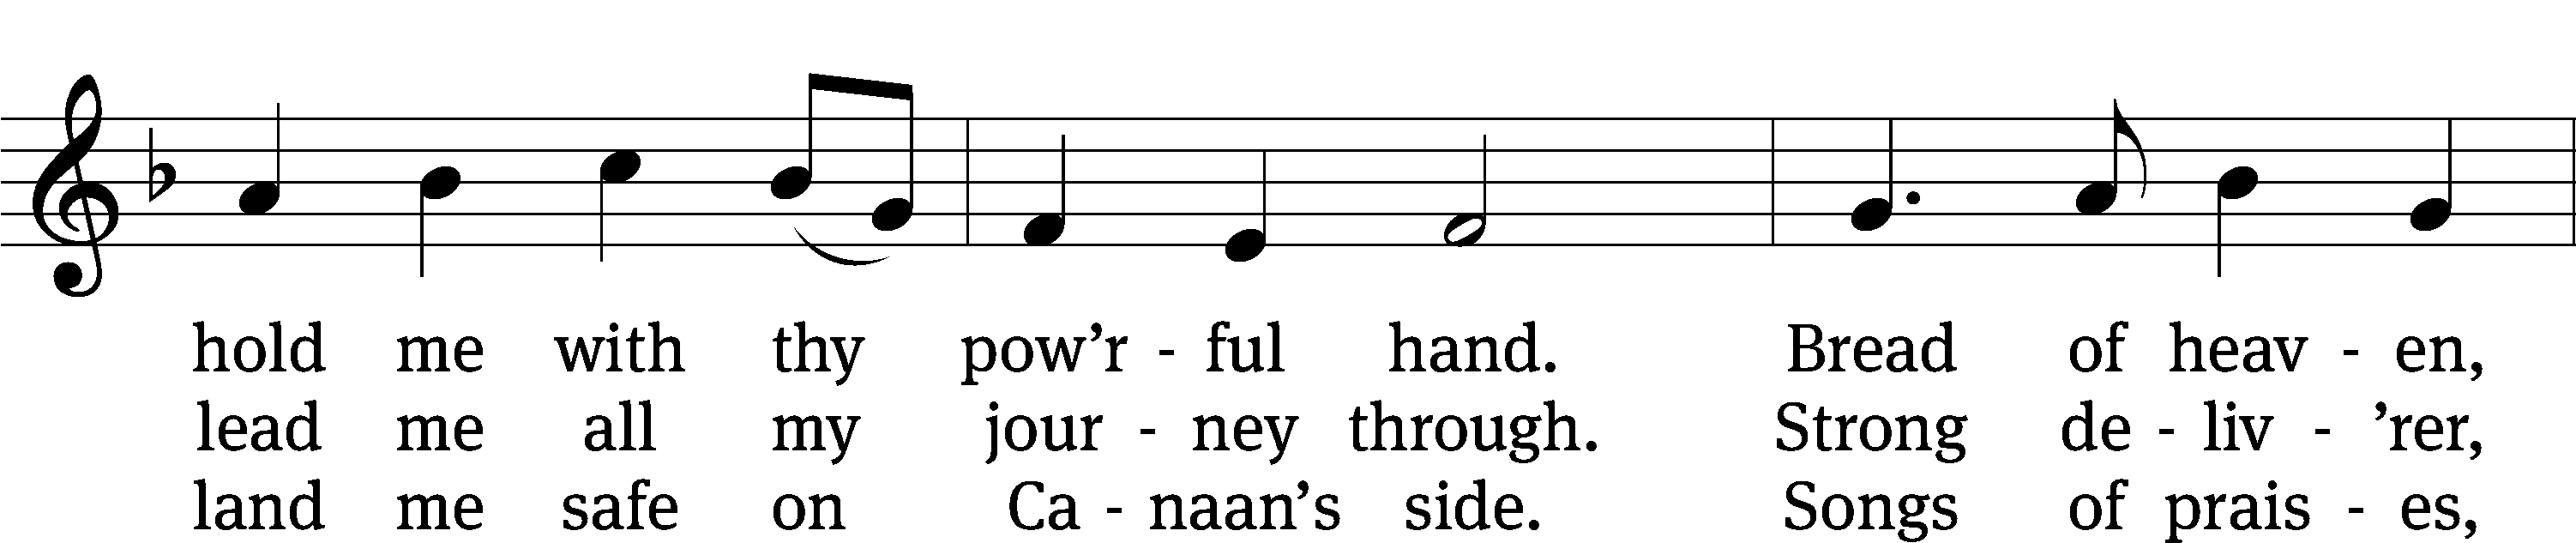 hold me with thy pow’r - ful hand. Bread of heav - en,
lead me all my jour - ney through. Strong de - liv - ’rer,
land me safe on Ca - naan’s side. Songs of prais - es,